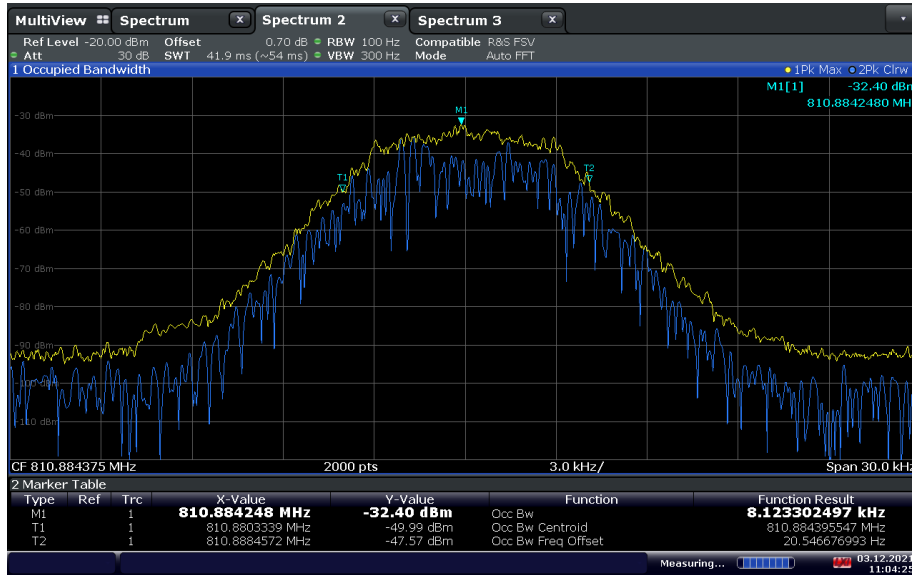 MultiView Spectrum X Spectrum 2 X Spectrum 3 X
Ref Level -20.00 dBm Offset 0.70 dB RBW 100 Hz Compatible R&S FSV
Att 30 dB SWT 41.9 ms (~54 ms) VBW 300 Hz Mode Auto FFT
1 Occupied Bandwidth 1Pk Max 2Pk Clrw
M1[1] -32.40 dBm
810.8842480 MH
M1
-30 dBm
-40 dBm
T2
T1
-50 dBm
-60 dBm
-70 dBm
-80 dBm
-90 dBm
-100 dBm
-110 dBm
CF 810.884375 MHz 2000 pts 3.0 kHz/ Span 30.0 kHz
2 Marker Table
Type Ref Trc X-Value Y-Value Function Function Result
M1 1 810.884248 MHz -32.40 dBm Occ Bw 8.123302497 kHz
T1 1 810.8803339 MHz -49.99 dBm Occ Bw Centroid 810.884395547 MHz
T2 1 810.8884572 MHz -47.57 dBm Occ Bw Freq Offset 20.546676993 Hz
Measuring... 03.12.2021
11:04:25